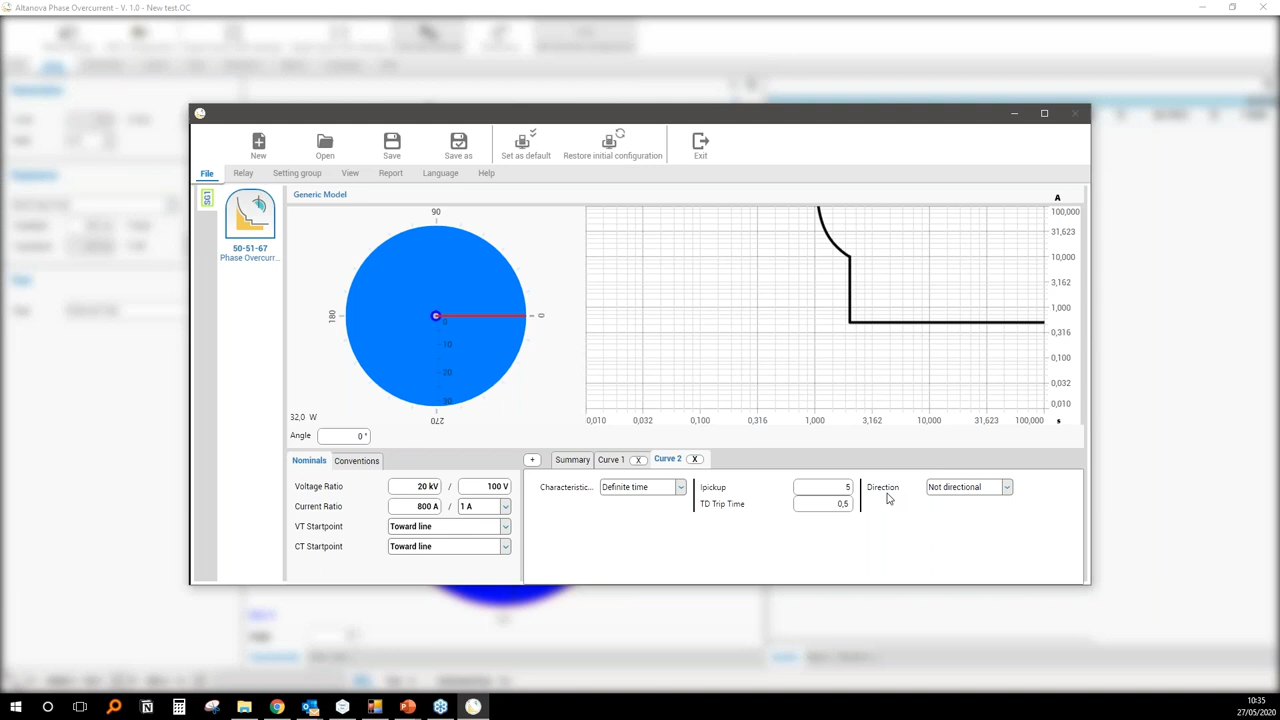 Altanova Phase Overcurrent - V. 1.0 - New test.OC
New
Open
Save
Save as
Set as default
Restore initial configuration
Exit
File
Relay
Setting group
View
Report
Language
Help
SG1
50-51-67
Phase Overcurr...
Generic Model
90
180
0
270
0
10
20
30
32,0 W
Angle
0 °
A
100,000
31,623
10,000
3,162
1,000
0,316
0,100
0,032
0,010
0,010
0,032
0,100
0,316
1,000
3,162
10,000
31,623
100,000
s
Nominals
Conventions
Voltage Ratio
20 kV
/
100 V
Current Ratio
800 A
/
1 A
VT Startpoint
Toward line
CT Startpoint
Toward line
+
Summary
Curve 1
X
Curve 2
X
Characteristic...
Definite time
Ipickup
5
TD Trip Time
0,5
Direction
Not directional
10:35
27/05/2020